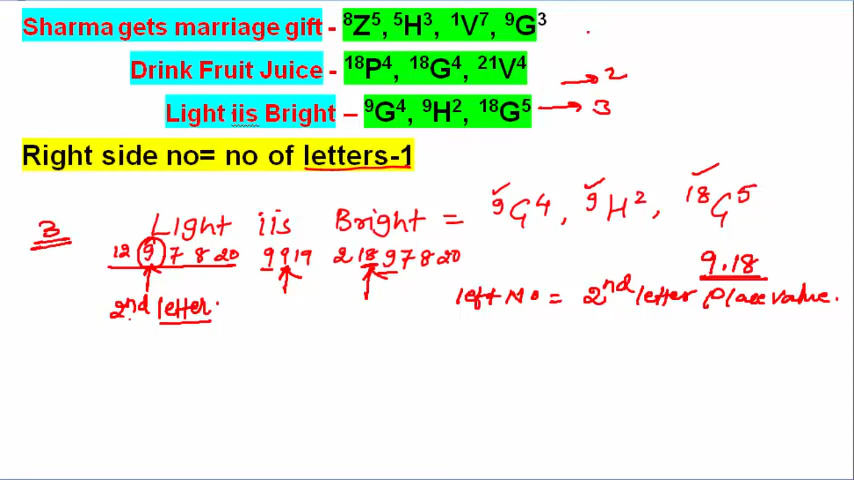 Sharma gets marriage gift - ⁸Z⁵, ⁵H³, ¹V⁷, ⁹G³
Drink Fruit Juice - ¹⁸P⁴, ¹⁸G⁴, ²¹V⁴
→ 2
Light iis Bright – ⁹G⁴, ⁹H², ¹⁸G⁵ → 3
Right side no= no of letters-1
3 Light iis Bright = ⁹G⁴, ⁹H², ¹⁸G⁵
12 9 7 8 20 9 9 19 2 18 9 7 8 20 9.18
2nd letter. left No = 2nd letter place value.